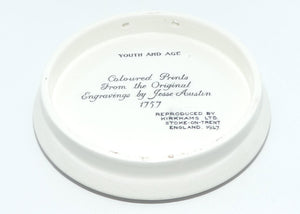 YOUTH AND AGE
Coloured Prints
From the Original
Engravings by Jesse Austin
1757
REPRODUCED BY
KIRKHAMS LTD
STOKE-ON-TRENT
ENGLAND. 1947